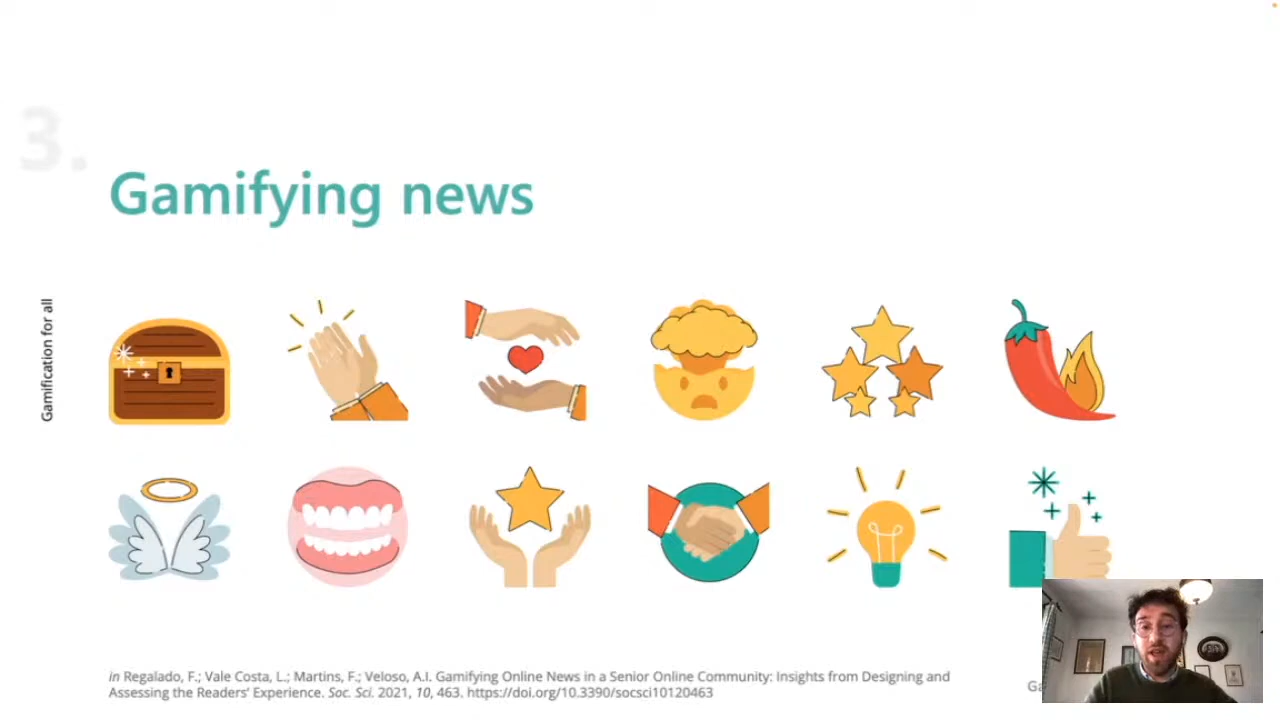 3.
Gamifying news
Gamification for all
in Regalado, F.; Vale Costa, L.; Martins, F.; Veloso, A.I. Gamifying Online News in a Senior Online Community: Insights from Designing and
Assessing the Readers' Experience. Soc. Sci. 2021, 10, 463. https://doi.org/10.3390/socsci10120463